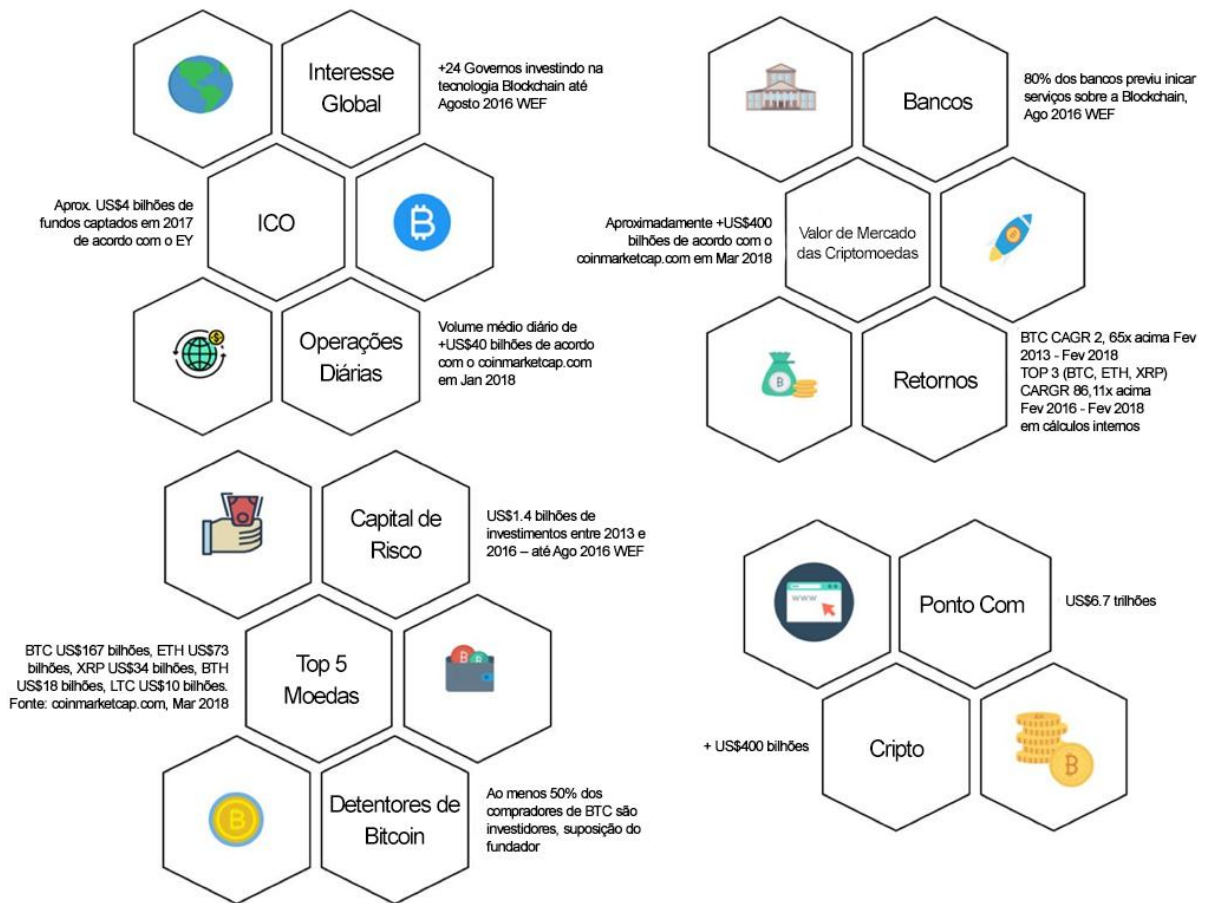 Interesse
Global
+24 Governos investindo na
tecnologia Blockchain até
Agosto 2016 WEF
Aprox. US$4 bilhões de
fundos captados em 2017
de acordo com o EY
ICO
Operações
Diárias
Volume médio diário de
+US$40 bilhões de acordo
com o coinmarketcap.com
em Jan 2018
Bancos
80% dos bancos previu inicar
serviços sobre a Blockchain,
Ago 2016 WEF
Aproximadamente +US$400
bilhões de acordo com o
coinmarketcap.com em Mar 2018
Valor de Mercado
das Criptomoedas
Retornos
BTC CAGR 2, 65x acima Fev
2013 - Fev 2018
TOP 3 (BTC, ETH, XRP)
CARGR 86,11x acima
Fev 2016 - Fev 2018
em cálculos internos
Capital de
Risco
US$1.4 bilhões de
investimentos entre 2013 e
2016 – até Ago 2016 WEF
BTC US$167 bilhões, ETH US$73
bilhões, XRP US$34 bilhões, BTH
US$18 bilhões, LTC US$10 bilhões.
Fonte: coinmarketcap.com, Mar 2018
Top 5
Moedas
Detentores de
Bitcoin
Ao menos 50% dos
compradores de BTC são
investidores, suposição do
fundador
www
Ponto Com
US$6.7 trilhões
+ US$400 bilhões
Cripto